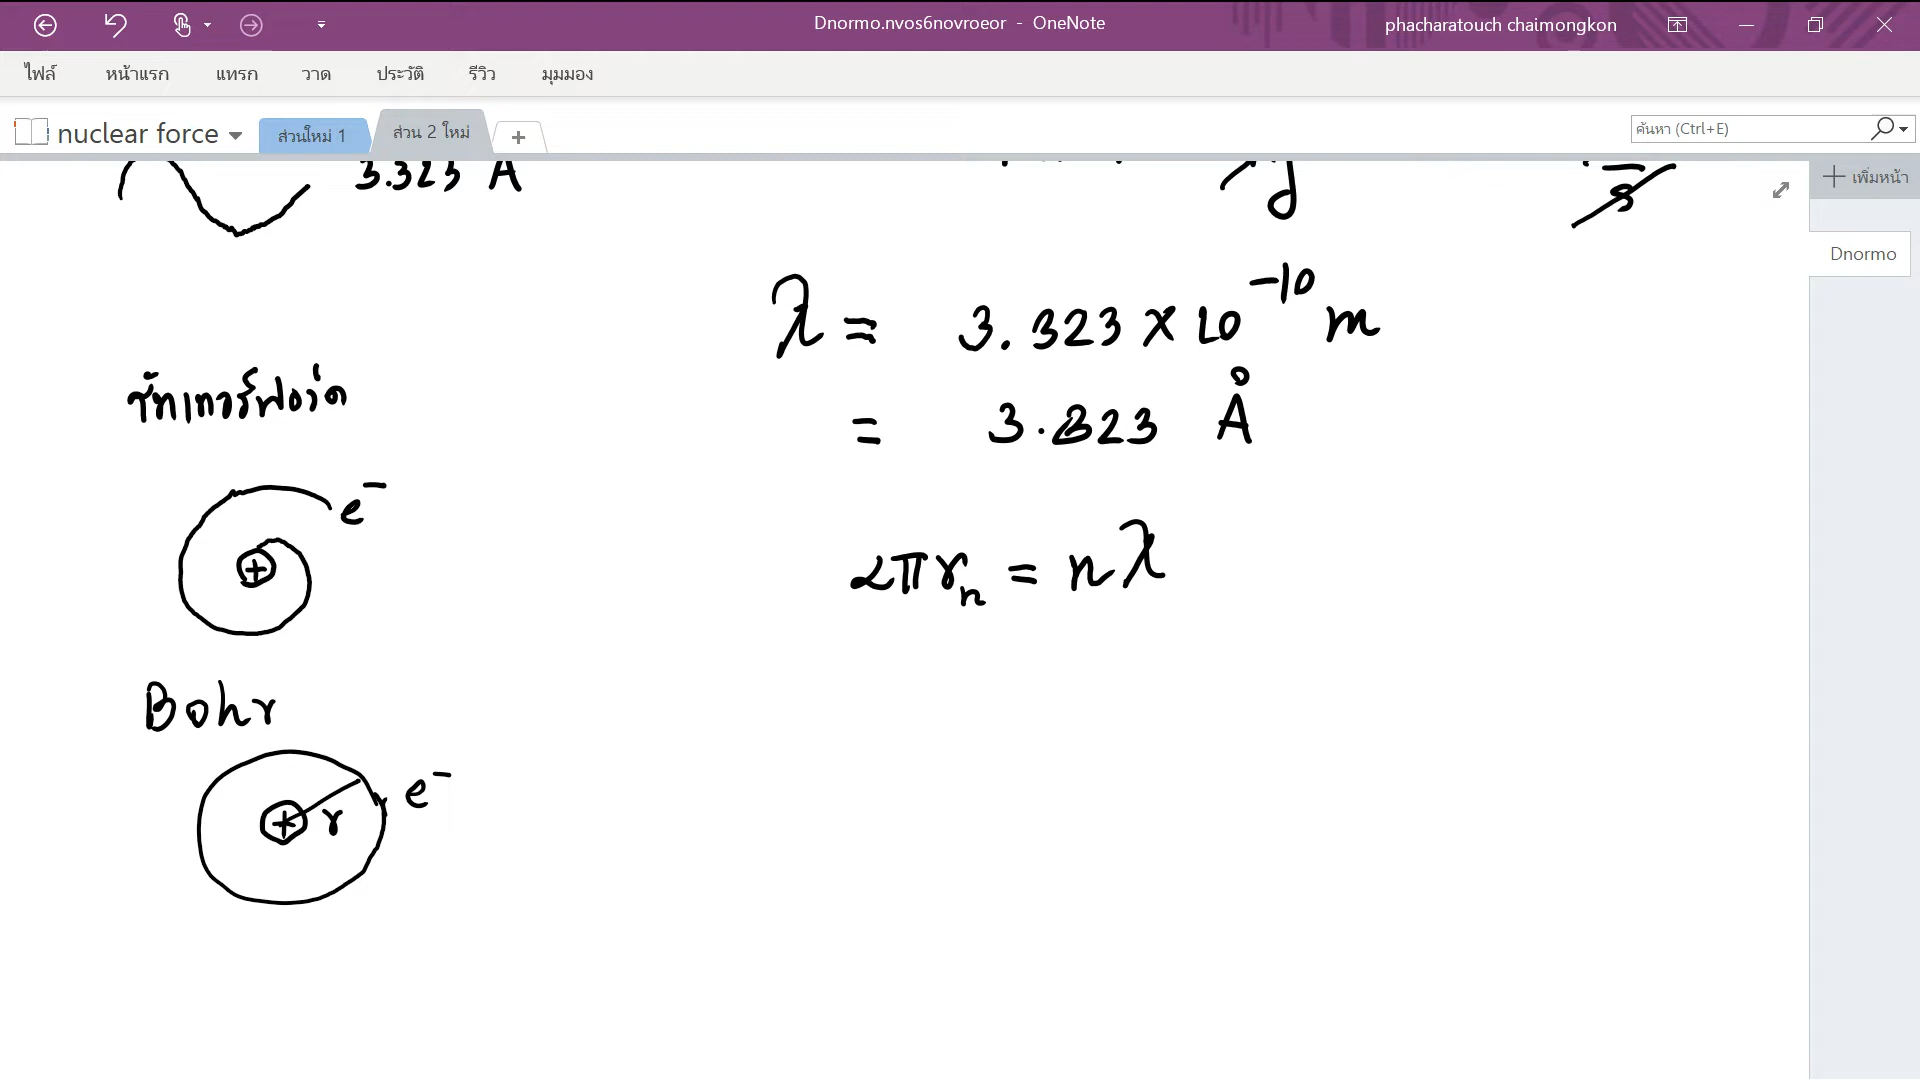 Dnormo.nvos6novroeor - OneNote
phacharatouch chaimongkon
ไฟล์ หน้าแรก แทรก วาด ประวัติ รีวิว มุมมอง
nuclear force
ส่วนใหม่ 1
ส่วน 2 ใหม่
ค้นหา (Ctrl+E)
เพิ่มหน้า
Dnormo
3.323 Å
λ = 3.323 × 10⁻¹⁰ m
= 3.323 Å
รัทเทอร์ฟอร์ด
e⁻
+
2πrₙ = nλ
Bohr
e⁻
+ r